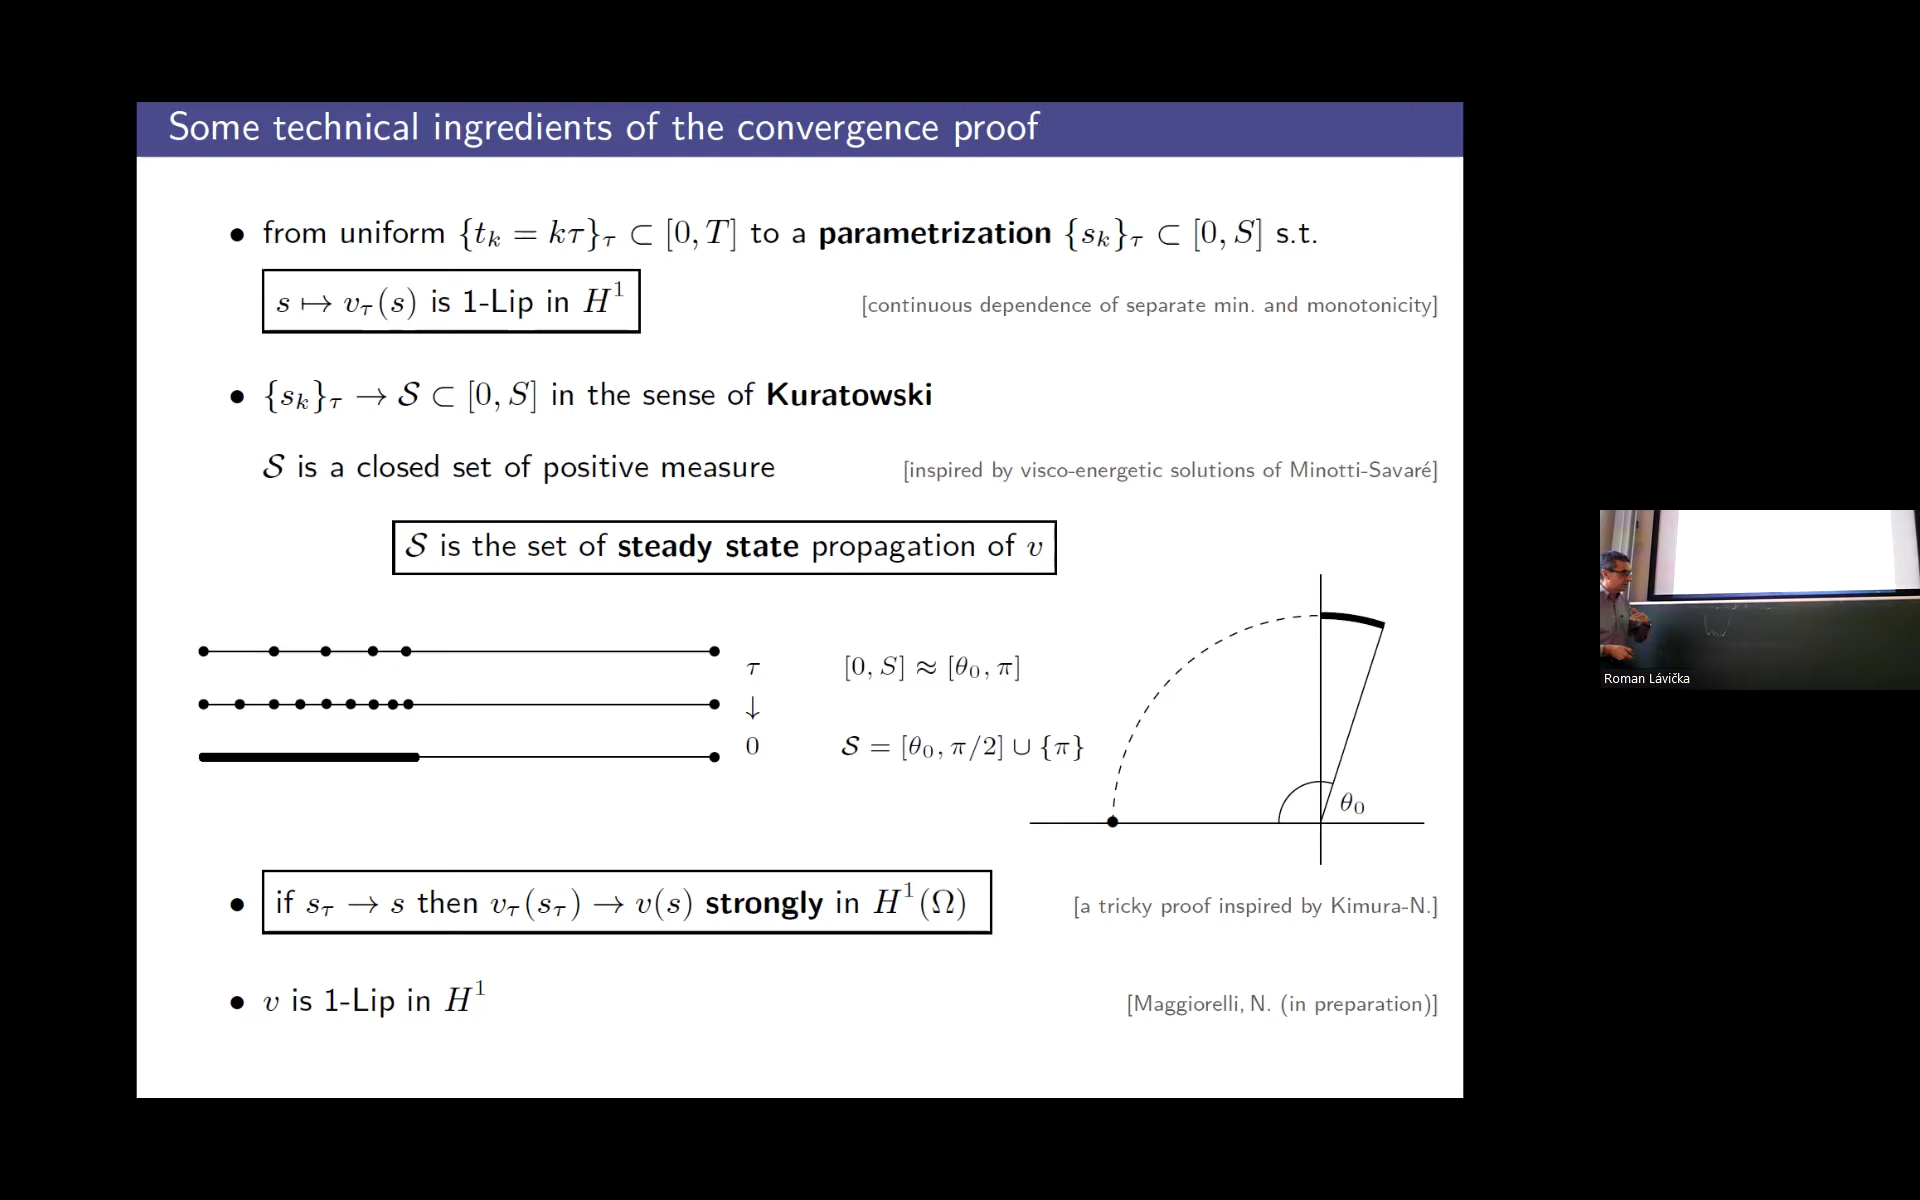 Some technical ingredients of the convergence proof
• from uniform {t_k = kτ}_τ ⊂ [0, T] to a parametrization {s_k}_τ ⊂ [0, S] s.t.
s ↦ v_τ(s) is 1-Lip in H¹ [continuous dependence of separate min. and monotonicity]
• {s_k}_τ → 𝒮 ⊂ [0, S] in the sense of Kuratowski
𝒮 is a closed set of positive measure [inspired by visco-energetic solutions of Minotti-Savaré]
𝒮 is the set of steady state propagation of v
τ [0, S] ≈ [θ₀, π]
↓
0 𝒮 = [θ₀, π/2] ∪ {π}
θ₀
• if s_τ → s then v_τ(s_τ) → v(s) strongly in H¹(Ω) [a tricky proof inspired by Kimura-N.]
• v is 1-Lip in H¹ [Maggiorelli, N. (in preparation)]
Roman Lávička